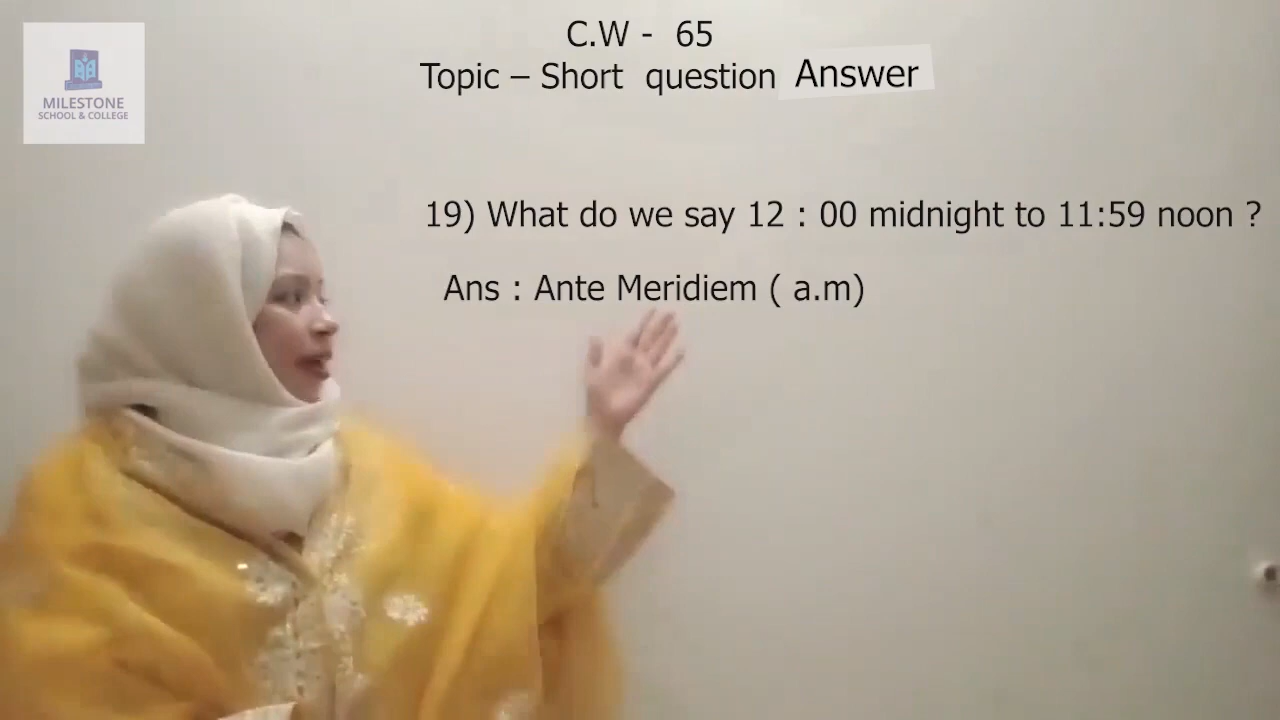 MILESTONE
SCHOOL & COLLEGE
C.W - 65
Topic – Short question Answer
19) What do we say 12 : 00 midnight to 11:59 noon ?
Ans : Ante Meridiem ( a.m)